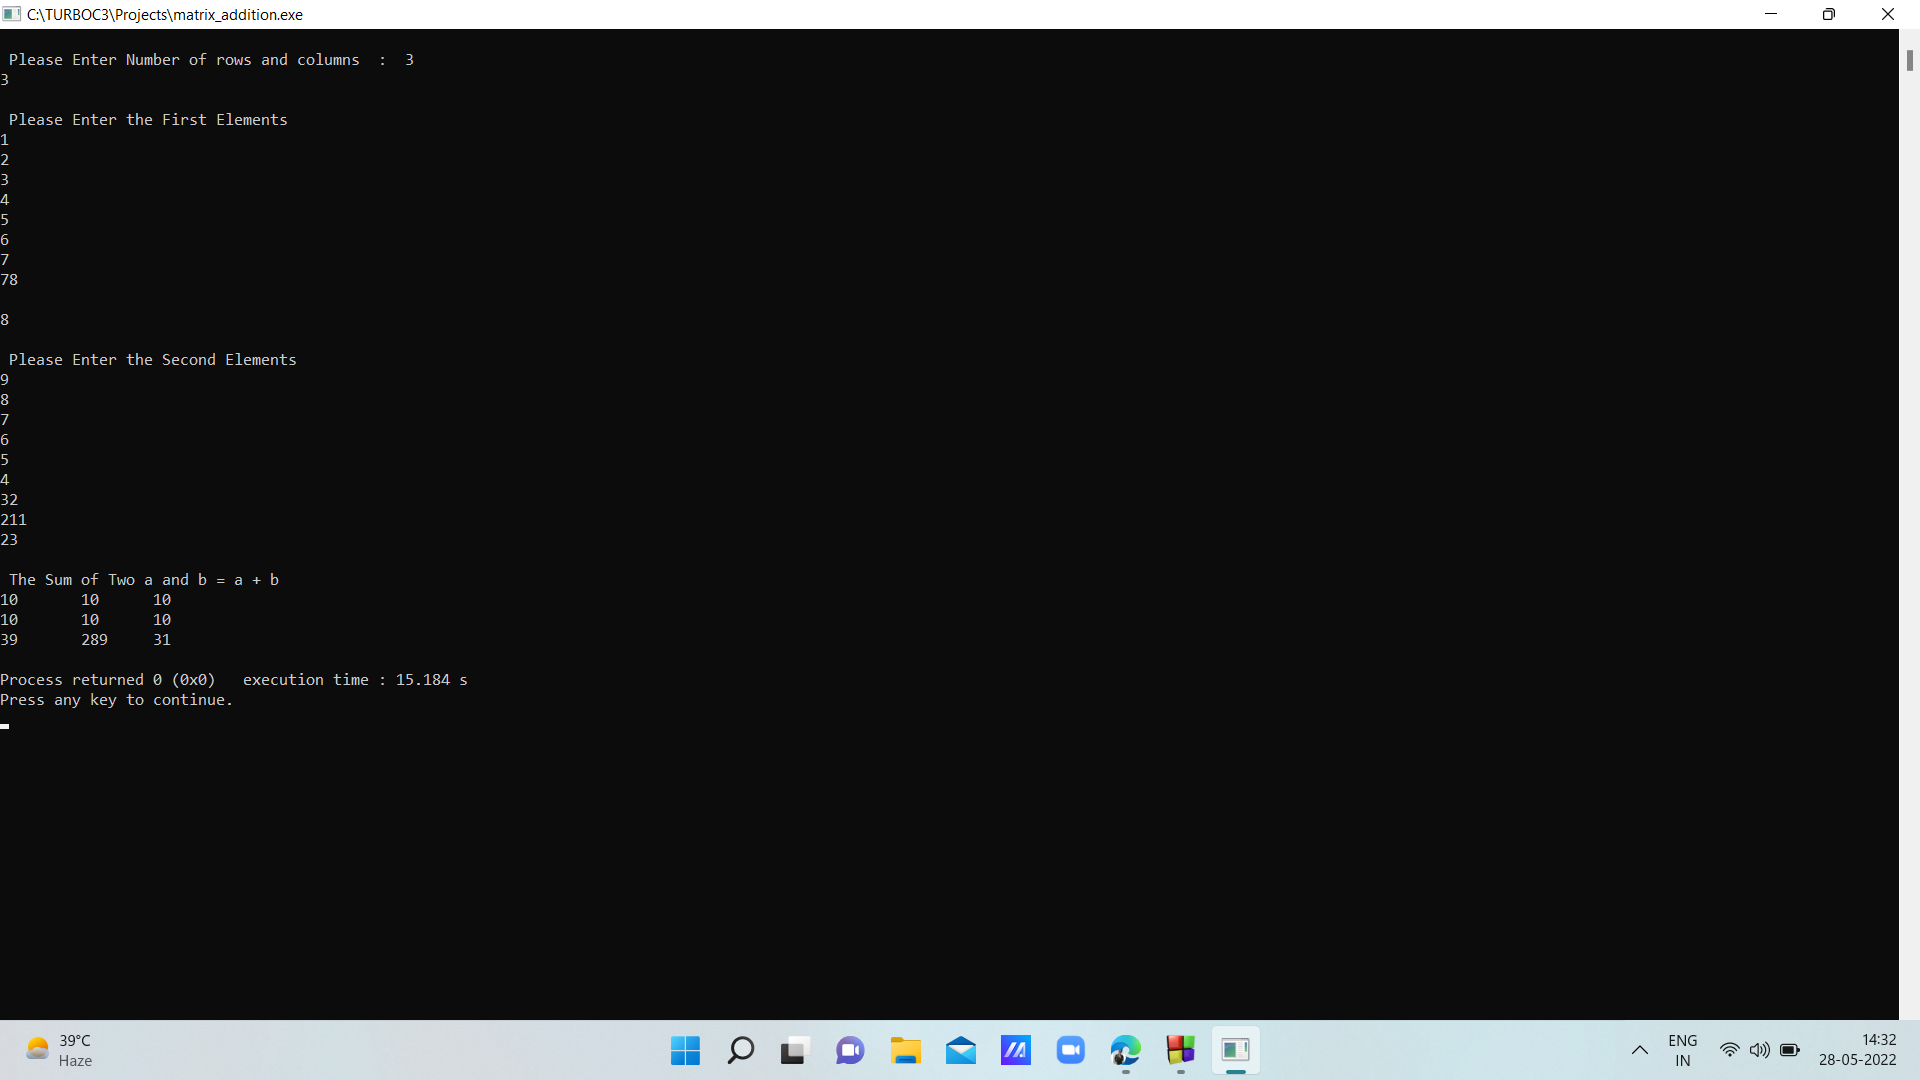 C:\TURBOC3\Projects\matrix_addition.exe
Please Enter Number of rows and columns  :  3
3
Please Enter the First Elements
1
2
3
4
5
6
7
78
8
Please Enter the Second Elements
9
8
7
6
5
4
32
211
23
The Sum of Two a and b = a + b
10       10      10
10       10      10
39       289     31
Process returned 0 (0x0)   execution time : 15.184 s
Press any key to continue.
39°C
Haze
ENG
IN
14:32
28-05-2022